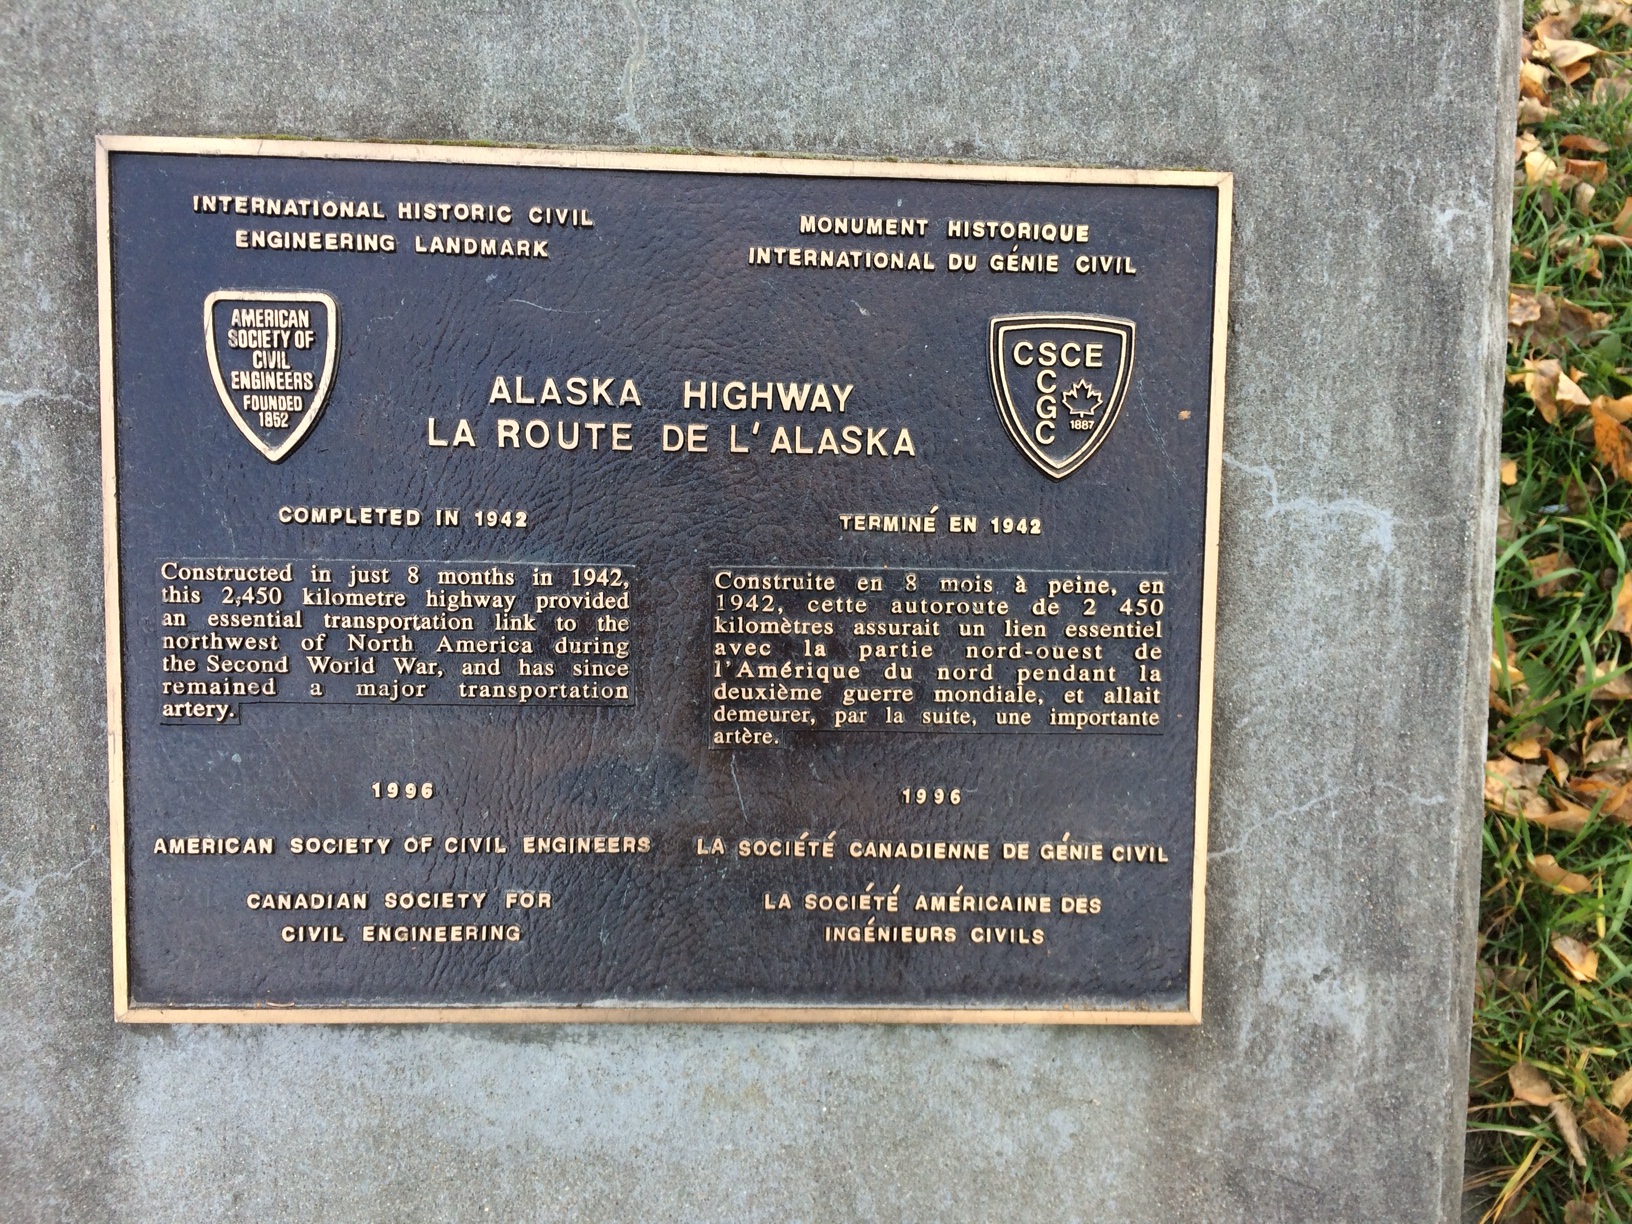 INTERNATIONAL HISTORIC CIVIL
ENGINEERING LANDMARK
MONUMENT HISTORIQUE
INTERNATIONAL DU GÉNIE CIVIL
AMERICAN
SOCIETY OF
CIVIL
ENGINEERS
FOUNDED
1852
CSCE
C
G
C
1887
ALASKA HIGHWAY
LA ROUTE DE L'ALASKA
COMPLETED IN 1942
Constructed in just 8 months in 1942,
this 2,450 kilometre highway provided
an essential transportation link to the
northwest of North America during
the Second World War, and has since
remained a major transportation
artery.
1996
AMERICAN SOCIETY OF CIVIL ENGINEERS
CANADIAN SOCIETY FOR
CIVIL ENGINEERING
TERMINÉ EN 1942
Construite en 8 mois à peine, en
1942, cette autoroute de 2 450
kilomètres assurait un lien essentiel
avec la partie nord-ouest de
l'Amérique du nord pendant la
deuxième guerre mondiale, et allait
demeurer, par la suite, une importante
artère.
1996
LA SOCIÉTÉ CANADIENNE DE GÉNIE CIVIL
LA SOCIÉTÉ AMÉRICAINE DES
INGÉNIEURS CIVILS